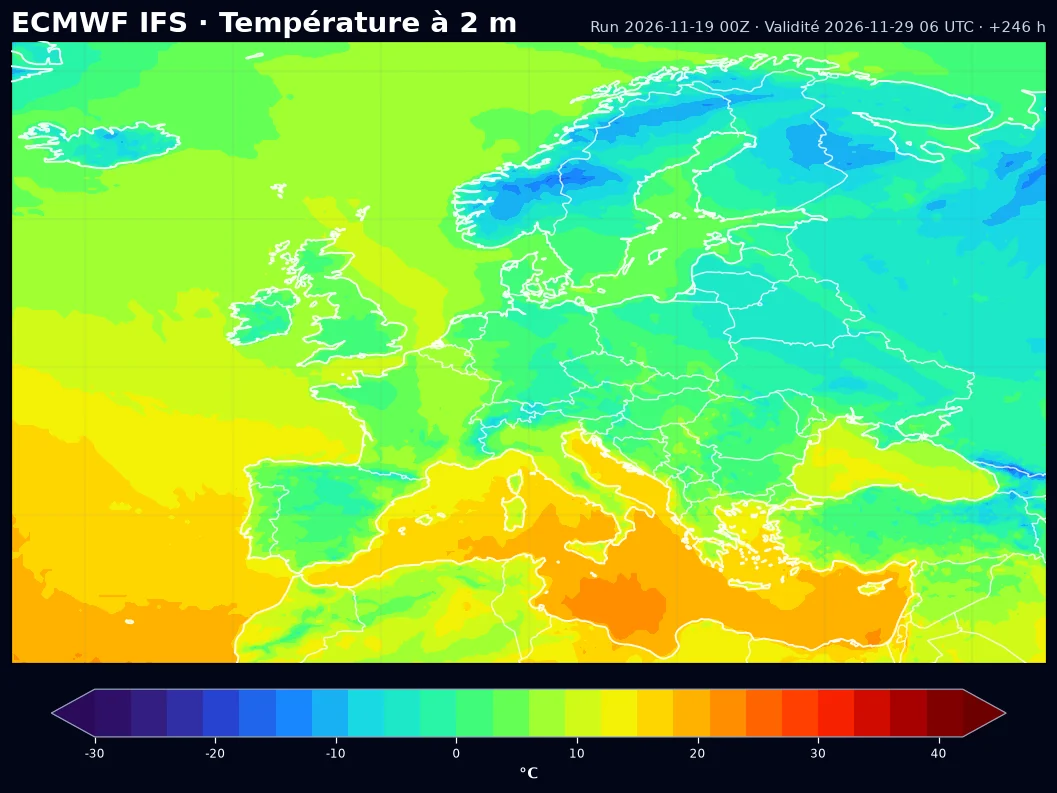 ECMWF IFS · Température à 2 m
Run 2026-11-19 00Z · Validité 2026-11-29 06 UTC · +246 h
-30 -20 -10 0 10 20 30 40
°C